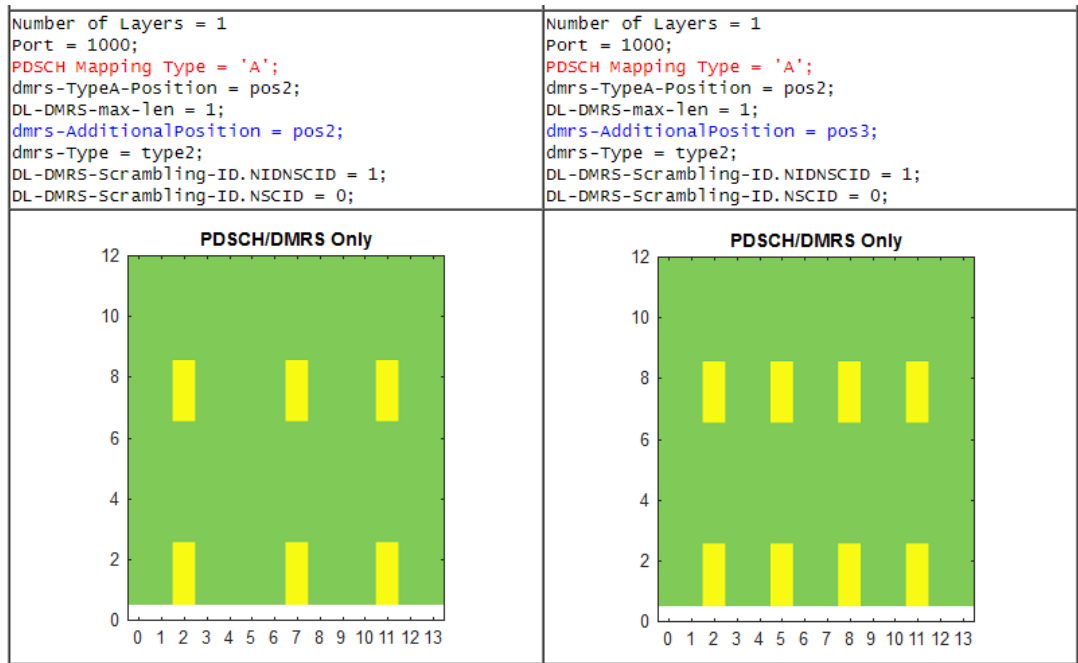 Number of Layers = 1
Port = 1000;
PDSCH Mapping Type = 'A';
dmrs-TypeA-Position = pos2;
DL-DMRS-max-len = 1;
dmrs-AdditionalPosition = pos2;
dmrs-Type = type2;
DL-DMRS-Scrambling-ID.NIDNSCID = 1;
DL-DMRS-Scrambling-ID.NSCID = 0;
Number of Layers = 1
Port = 1000;
PDSCH Mapping Type = 'A';
dmrs-TypeA-Position = pos2;
DL-DMRS-max-len = 1;
dmrs-AdditionalPosition = pos3;
dmrs-Type = type2;
DL-DMRS-Scrambling-ID.NIDNSCID = 1;
DL-DMRS-Scrambling-ID.NSCID = 0;
PDSCH/DMRS Only
12
10
8
6
4
2
0
0 1 2 3 4 5 6 7 8 9 10 11 12 13
PDSCH/DMRS Only
12
10
8
6
4
2
0
0 1 2 3 4 5 6 7 8 9 10 11 12 13